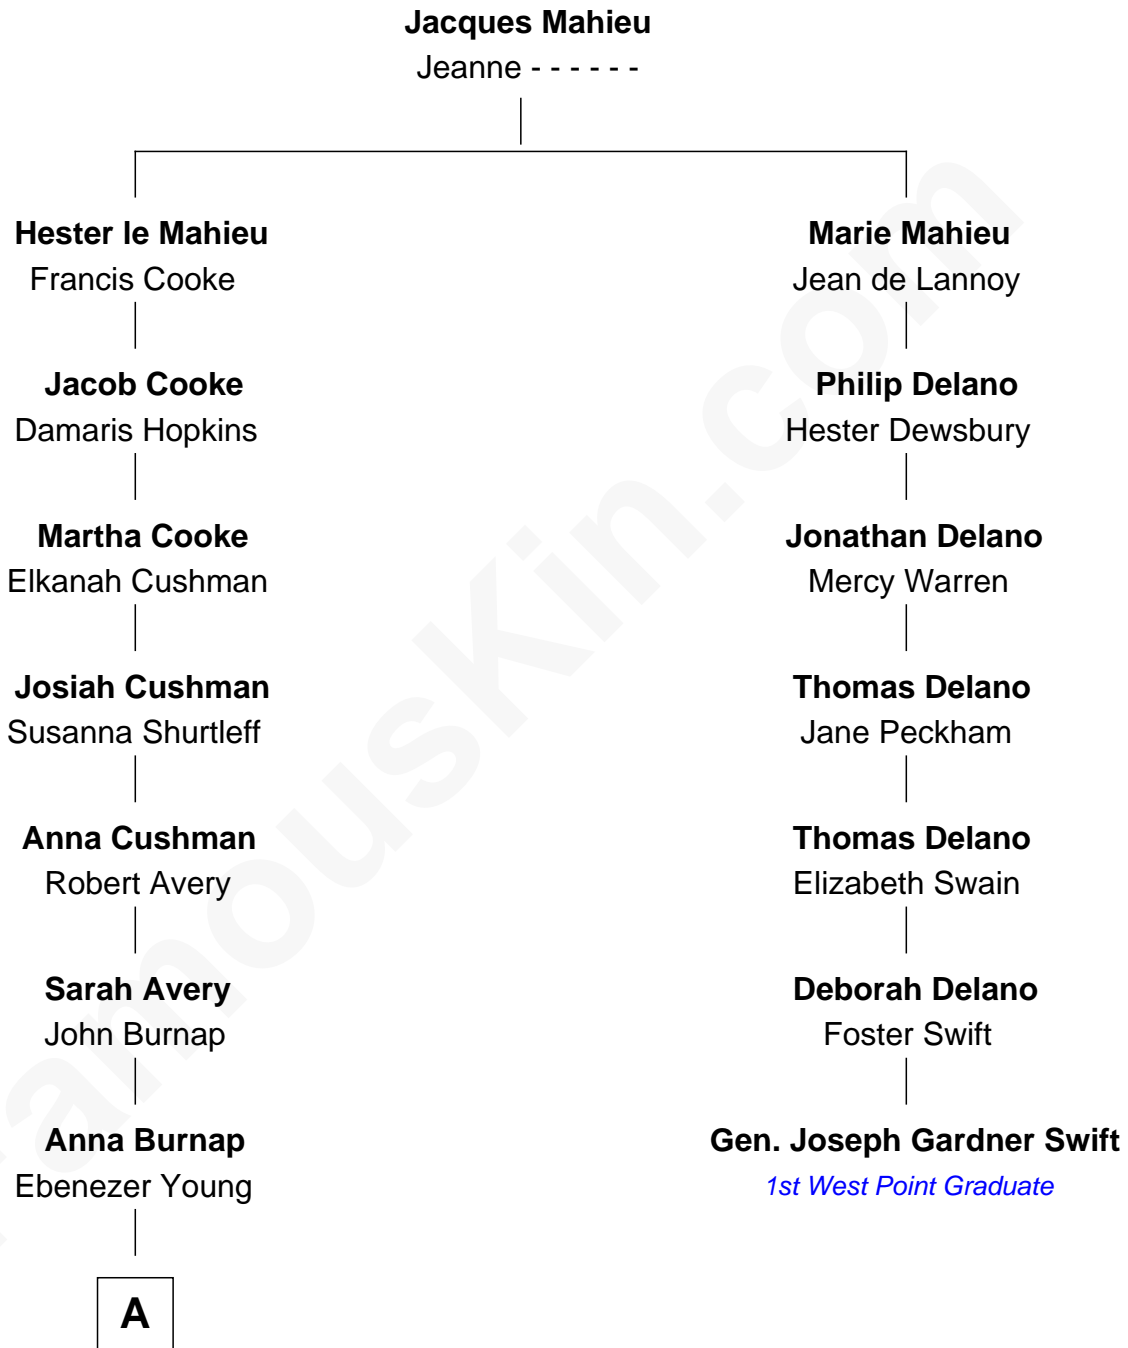 Jacques Mahieu
Jeanne - - - - - -
Hester le Mahieu
Francis Cooke
Marie Mahieu
Jean de Lannoy
Jacob Cooke
Damaris Hopkins
Philip Delano
Hester Dewsbury
Martha Cooke
Elkanah Cushman
Jonathan Delano
Mercy Warren
Josiah Cushman
Susanna Shurtleff
Thomas Delano
Jane Peckham
Anna Cushman
Robert Avery
Thomas Delano
Elizabeth Swain
Sarah Avery
John Burnap
Deborah Delano
Foster Swift
Anna Burnap
Ebenezer Young
Gen. Joseph Gardner Swift
1st West Point Graduate
A
FamousKin.com